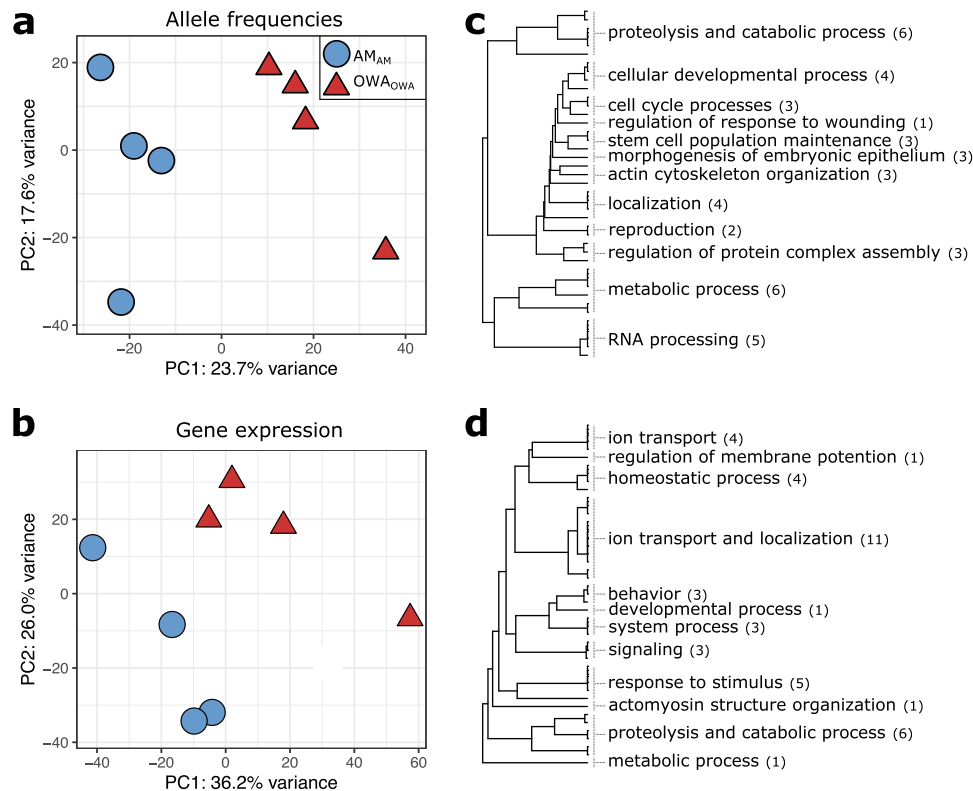 a
Allele frequencies
AM_AM
OWA_OWA
20
0
−20
−40
PC2: 17.6% variance
−20
0
20
40
PC1: 23.7% variance
c
proteolysis and catabolic process (6)
cellular developmental process (4)
cell cycle processes (3)
regulation of response to wounding (1)
stem cell population maintenance (3)
morphogenesis of embryonic epithelium (3)
actin cytoskeleton organization (3)
localization (4)
reproduction (2)
regulation of protein complex assembly (3)
metabolic process (6)
RNA processing (5)
b
Gene expression
20
0
−20
−40
PC2: 26.0% variance
−40
−20
0
20
40
60
PC1: 36.2% variance
d
ion transport (4)
regulation of membrane potention (1)
homeostatic process (4)
ion transport and localization (11)
behavior (3)
developmental process (1)
system process (3)
signaling (3)
response to stimulus (5)
actomyosin structure organization (1)
proteolysis and catabolic process (6)
metabolic process (1)